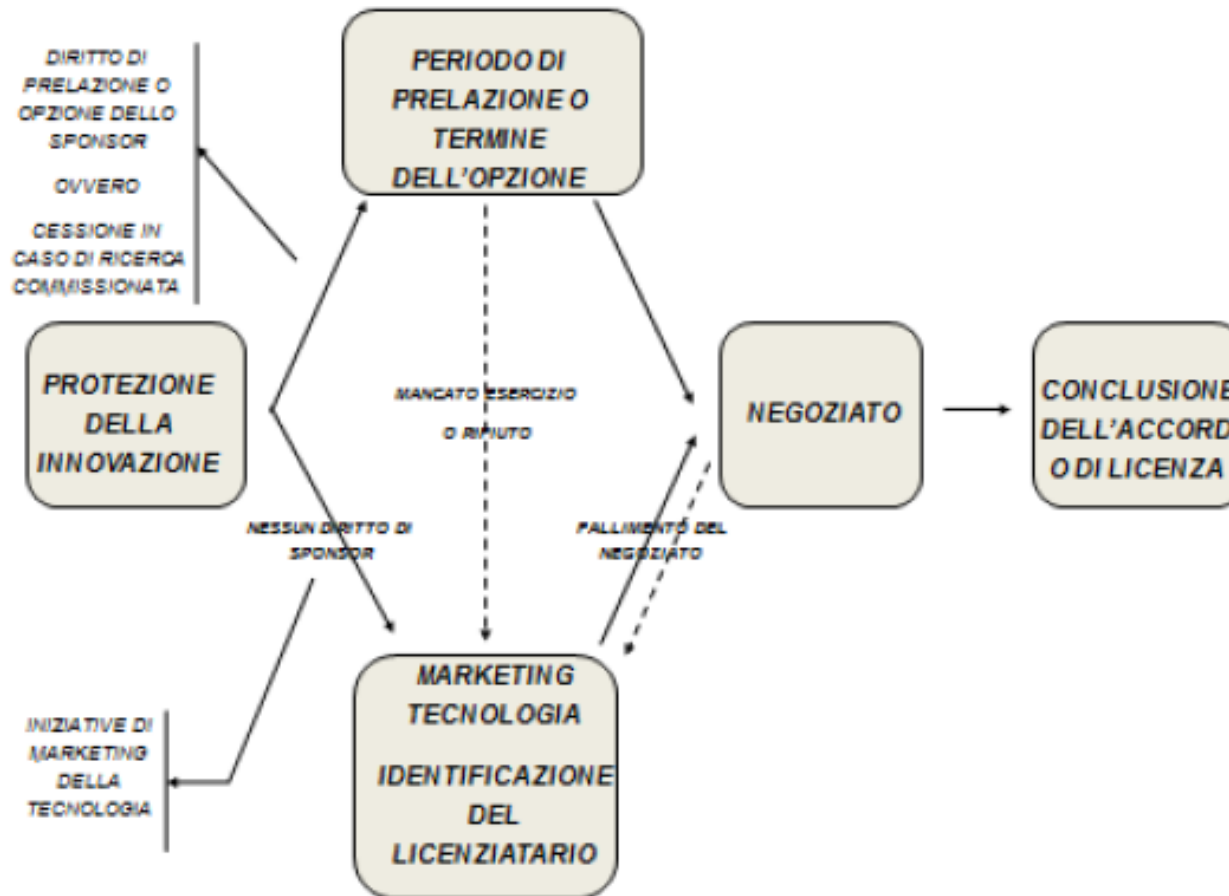 DIRITTO DI
PRELAZIONE O
OPZIONE DELLO
SPONSOR
OVVERO
CESSIONE IN
CASO DI RICERCA
COMMISSIONATA
PERIODO DI
PRELAZIONE O
TERMINE
DELL'OPZIONE
PROTEZIONE
DELLA
INNOVAZIONE
MANCATO ESERCIZIO
O RIFIUTO
NEGOZIATO
CONCLUSIONE
DELL'ACCORD
O DI LICENZA
NESSUN DIRITTO DI
SPONSOR
FALLIMENTO DEL
NEGOZIATO
INIZIATIVE DI
MARKETING
DELLA
TECNOLOGIA
MARKETING
TECNOLOGIA
IDENTIFICAZIONE
DEL
LICENZIATARIO